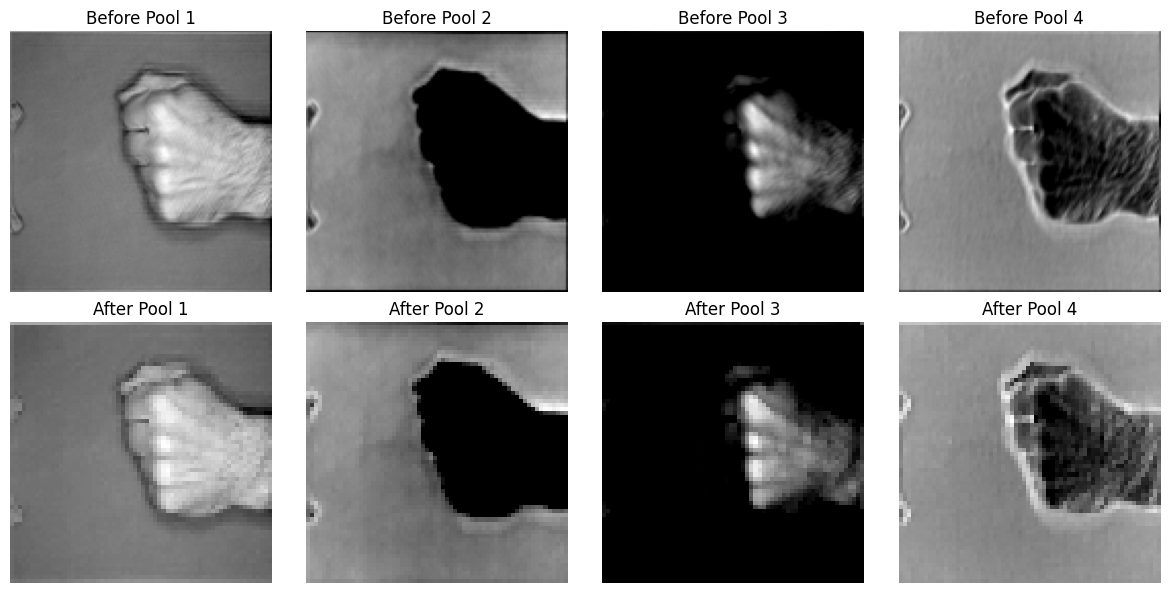 Before Pool 1
Before Pool 2
Before Pool 3
Before Pool 4
After Pool 1
After Pool 2
After Pool 3
After Pool 4